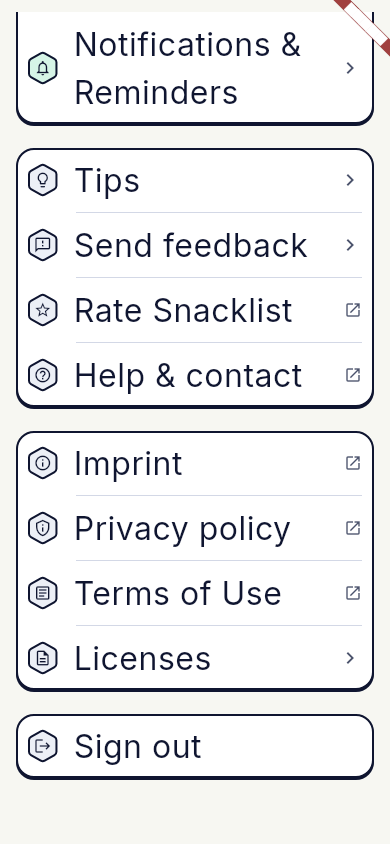 Notifications &
Reminders
Tips
Send feedback
Rate Snacklist
Help & contact
Imprint
Privacy policy
Terms of Use
Licenses
Sign out